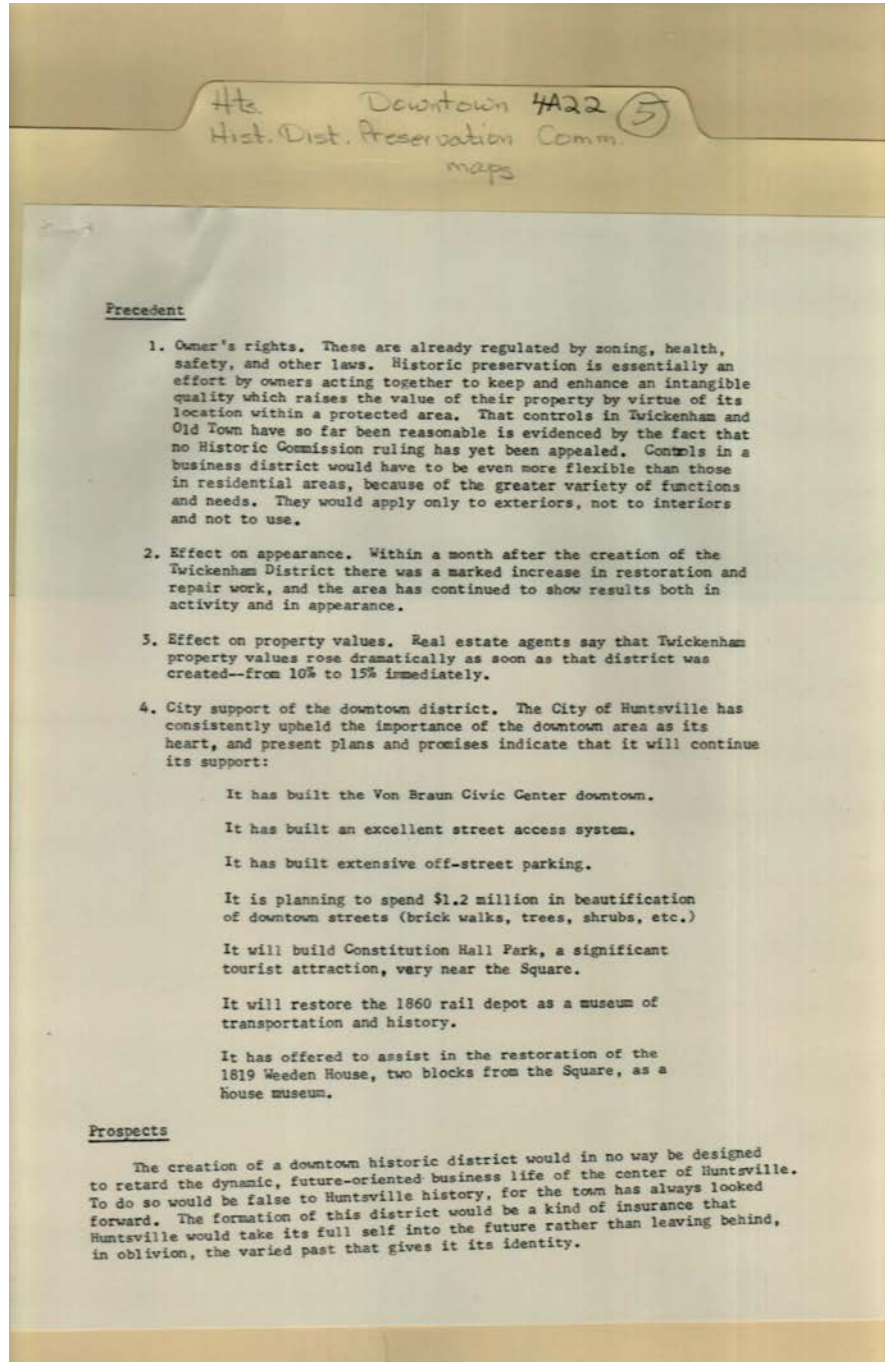 Hts. Downtown 4A22 5
Hist. Dist. Preservation Comm.
maps
Precedent
1. Owner's rights. These are already regulated by zoning, health,
safety, and other laws. Historic preservation is essentially an
effort by owners acting together to keep and enhance an intangible
quality which raises the value of their property by virtue of its
location within a protected area. That controls in Twickenham and
Old Town have so far been reasonable is evidenced by the fact that
no Historic Commission ruling has yet been appealed. Controls in a
business district would have to be even more flexible than those
in residential areas, because of the greater variety of functions
and needs. They would apply only to exteriors, not to interiors
and not to use.
2. Effect on appearance. Within a month after the creation of the
Twickenham District there was a marked increase in restoration and
repair work, and the area has continued to show results both in
activity and in appearance.
3. Effect on property values. Real estate agents say that Twickenham
property values rose dramatically as soon as that district was
created--from 10% to 15% immediately.
4. City support of the downtown district. The City of Huntsville has
consistently upheld the importance of the downtown area as its
heart, and present plans and promises indicate that it will continue
its support:
It has built the Von Braun Civic Center downtown.
It has built an excellent street access system.
It has built extensive off-street parking.
It is planning to spend $1.2 million in beautification
of downtown streets (brick walks, trees, shrubs, etc.)
It will build Constitution Hall Park, a significant
tourist attraction, very near the Square.
It will restore the 1860 rail depot as a museum of
transportation and history.
It has offered to assist in the restoration of the
1819 Weeden House, two blocks from the Square, as a
house museum.
Prospects
The creation of a downtown historic district would in no way be designed
to retard the dynamic, future-oriented business life of the center of Huntsville.
To do so would be false to Huntsville history, for the town has always looked
forward. The formation of this district would be a kind of insurance that
Huntsville would take its full self into the future rather than leaving behind,
in oblivion, the varied past that gives it its identity.